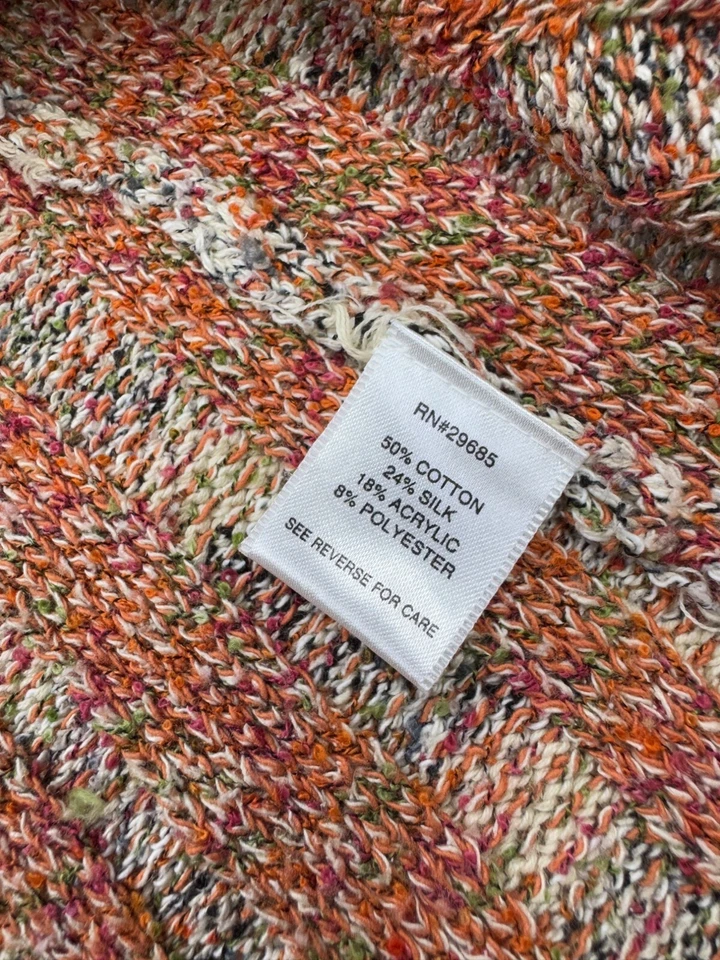 RN#29685
50% COTTON
24% SILK
18% ACRYLIC
8% POLYESTER
SEE REVERSE FOR CARE